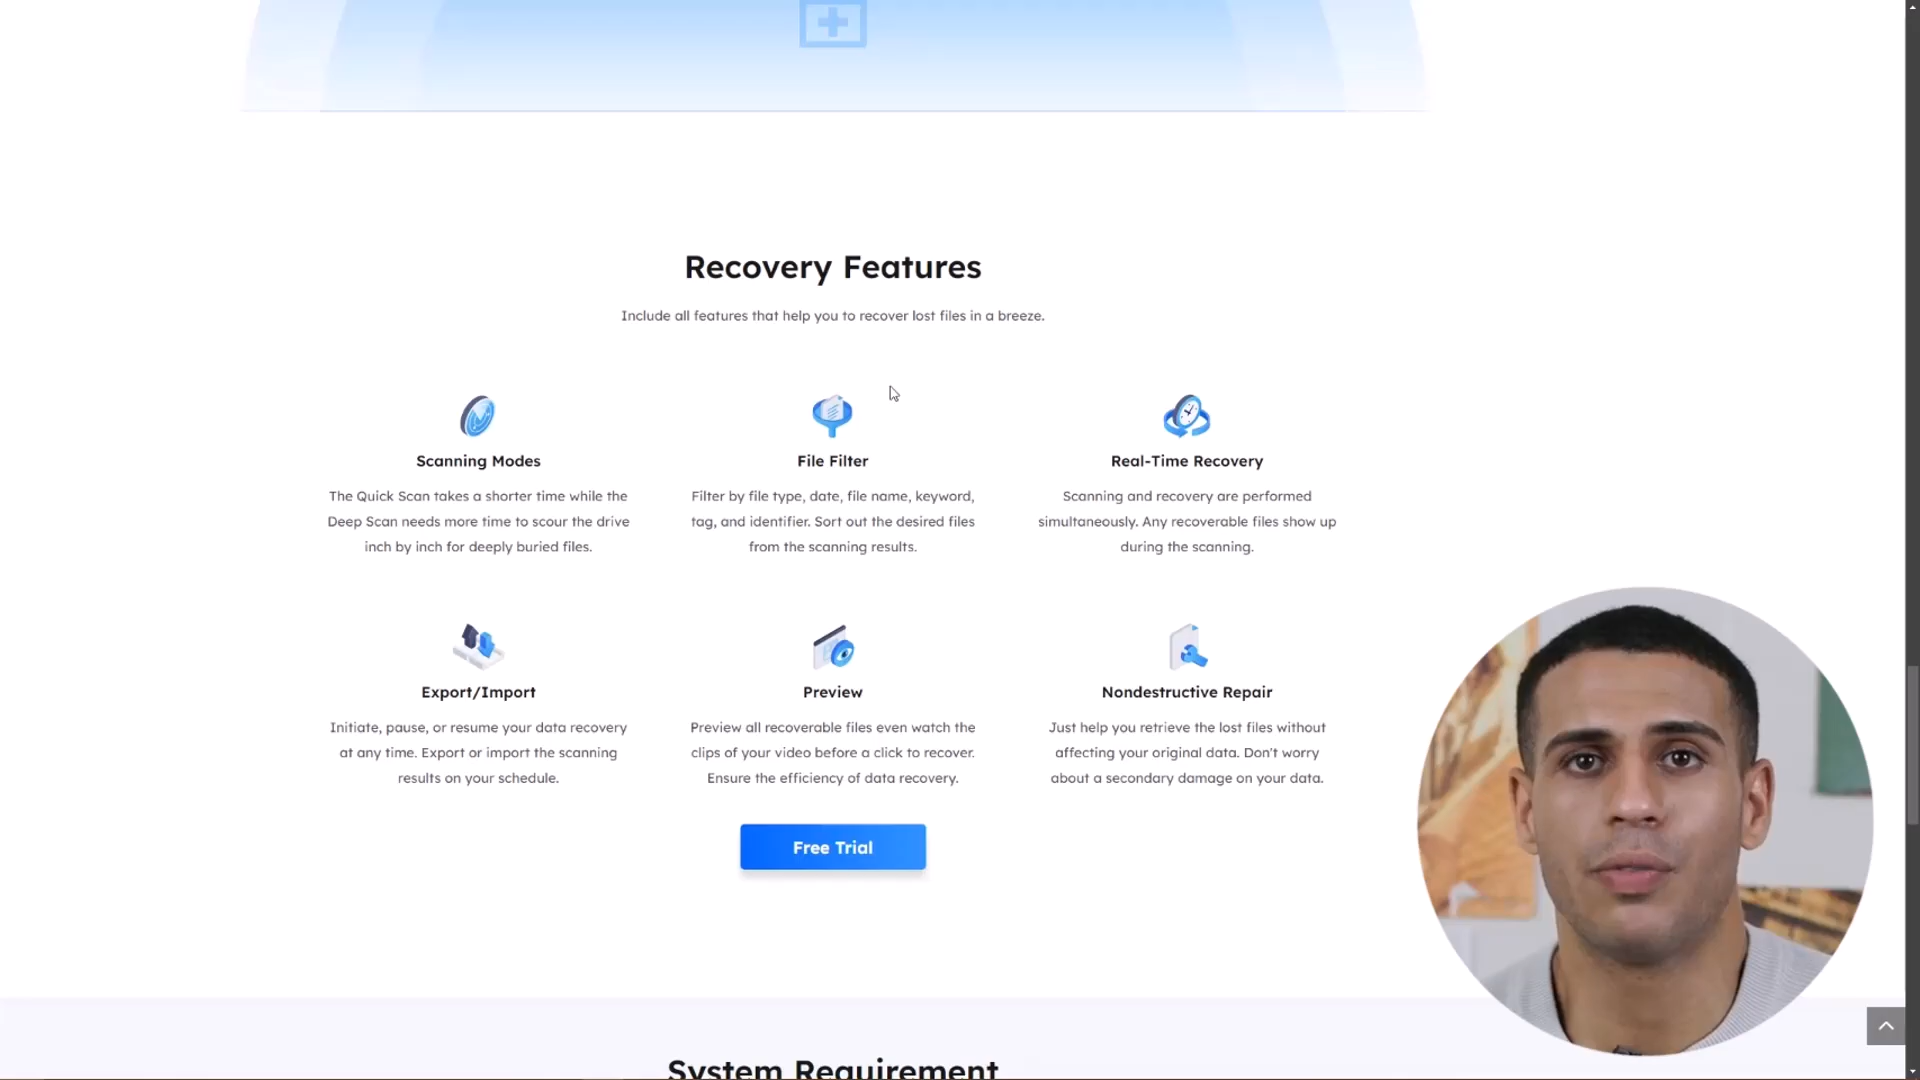 Recovery Features
Include all features that help you to recover lost files in a breeze.
Scanning Modes
The Quick Scan takes a shorter time while the
Deep Scan needs more time to scour the drive
inch by inch for deeply buried files.
File Filter
Filter by file type, date, file name, keyword,
tag, and identifier. Sort out the desired files
from the scanning results.
Real-Time Recovery
Scanning and recovery are performed
simultaneously. Any recoverable files show up
during the scanning.
Export/Import
Initiate, pause, or resume your data recovery
at any time. Export or import the scanning
results on your schedule.
Preview
Preview all recoverable files even watch the
clips of your video before a click to recover.
Ensure the efficiency of data recovery.
Nondestructive Repair
Just help you retrieve the lost files without
affecting your original data. Don't worry
about a secondary damage on your data.
Free Trial
System Requirement